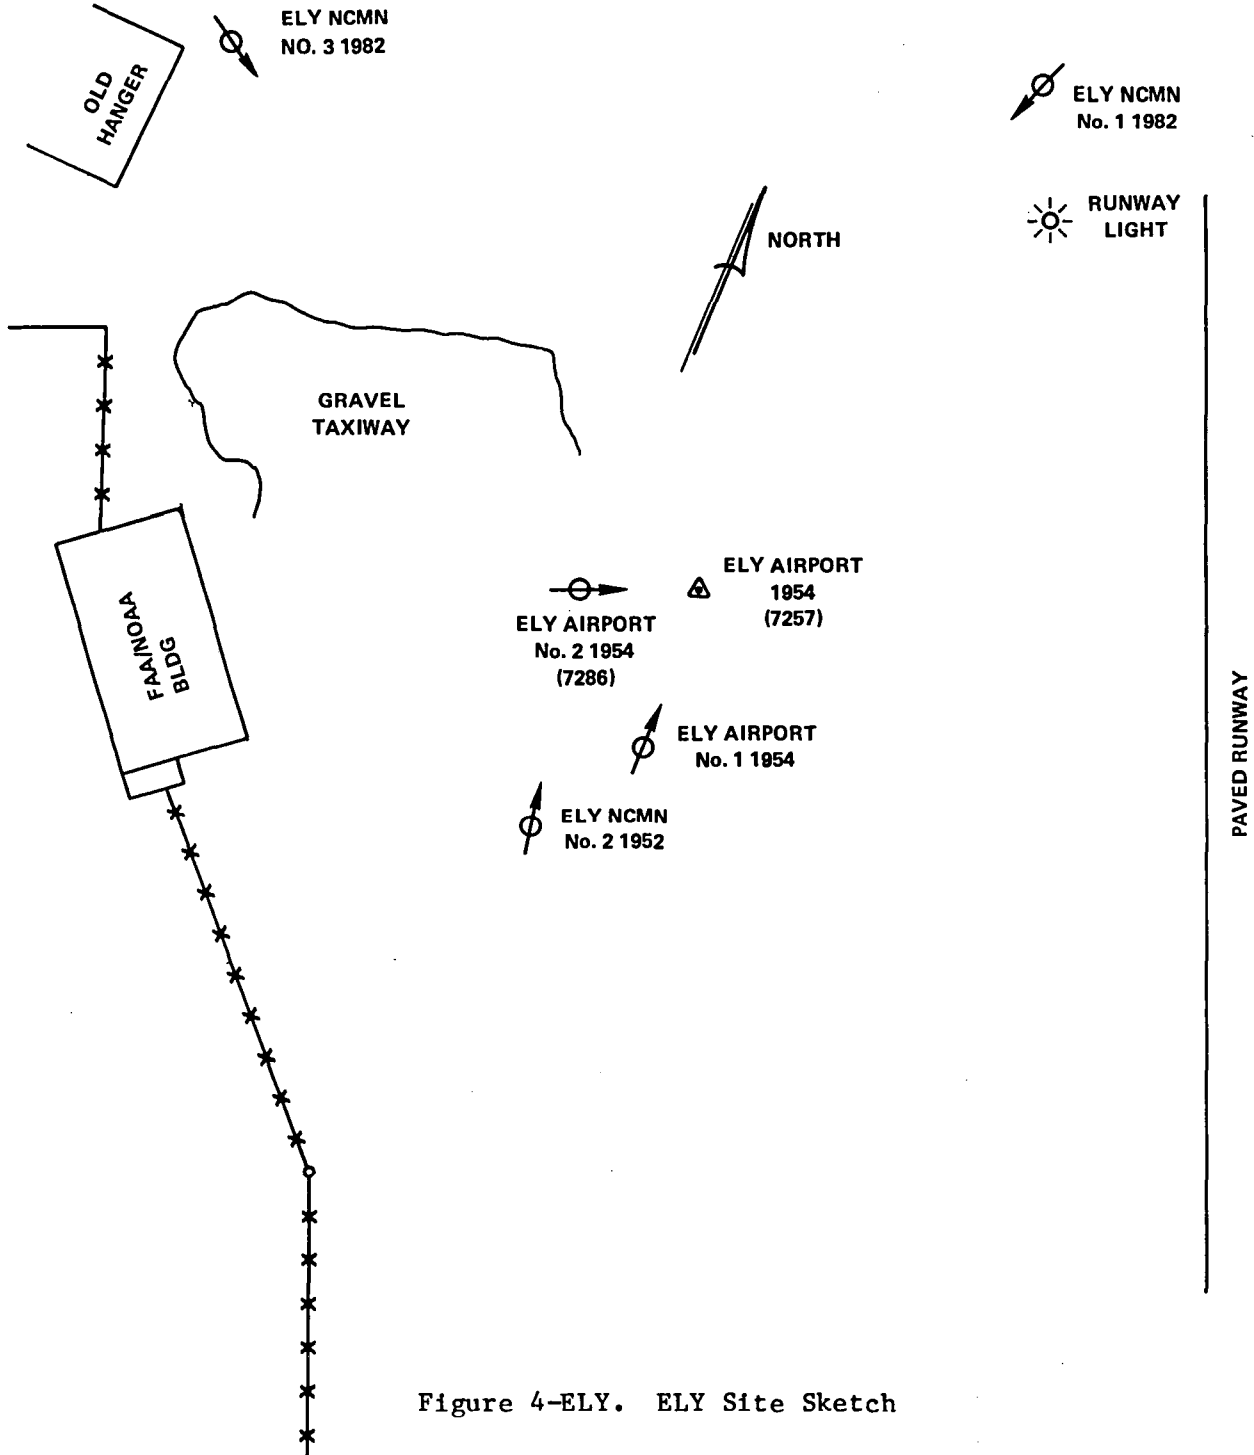 ELY NCMN
NO. 3 1982
OLD
HANGER
ELY NCMN
No. 1 1982
RUNWAY
LIGHT
NORTH
GRAVEL
TAXIWAY
ELY AIRPORT
1954
(7257)
ELY AIRPORT
No. 2 1954
(7286)
FAA/NOAA
BLDG
ELY AIRPORT
No. 1 1954
ELY NCMN
No. 2 1952
PAVED RUNWAY
Figure 4-ELY. ELY Site Sketch